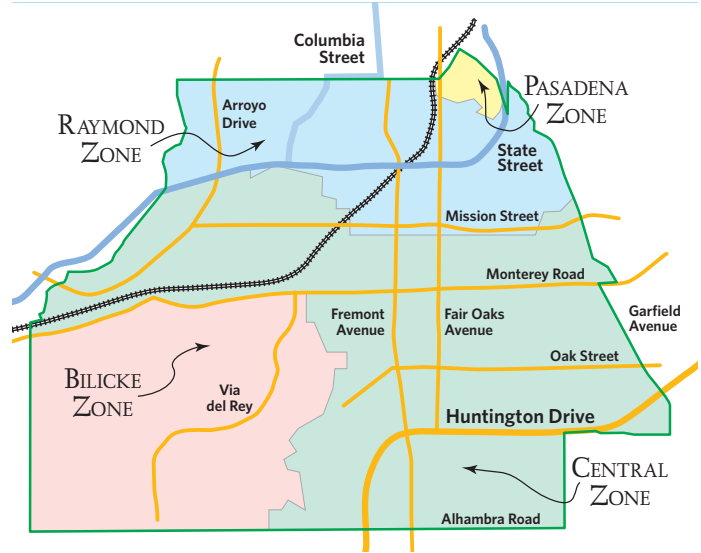 Columbia
Street
PASADENA
ZONE
Arroyo
Drive
RAYMOND
ZONE
State
Street
Mission Street
Monterey Road
Fremont
Avenue
Fair Oaks
Avenue
Garfield
Avenue
Oak Street
BILICKE
ZONE
Via
del Rey
Huntington Drive
CENTRAL
ZONE
Alhambra Road